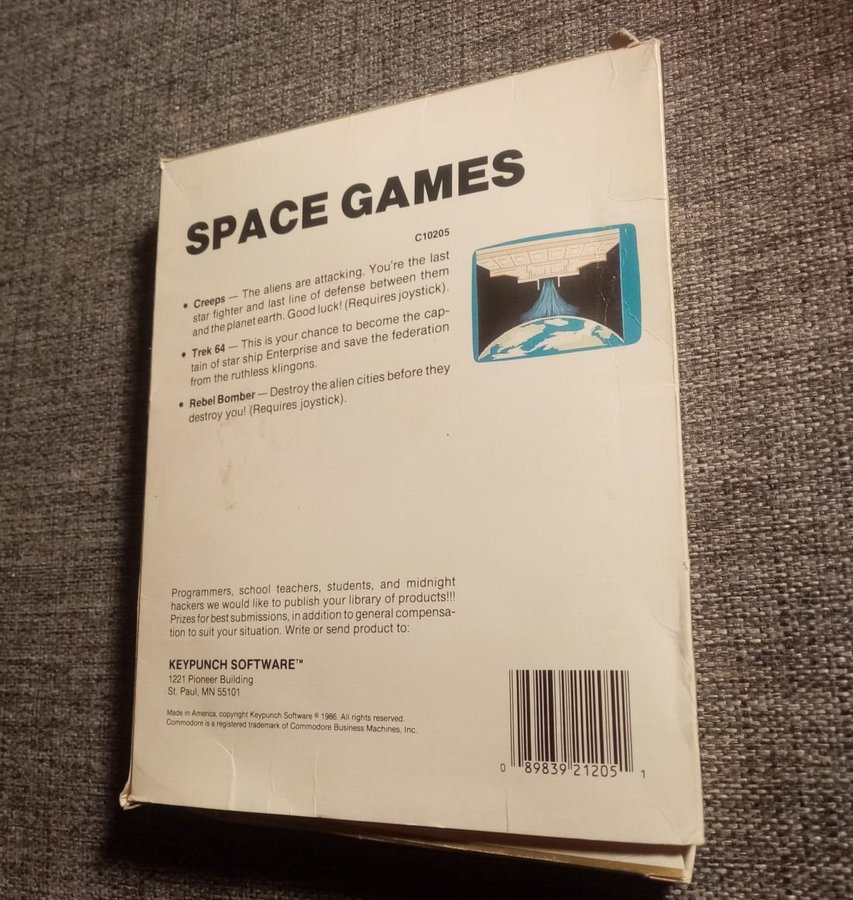 SPACE GAMES
C10205
• Creeps — The aliens are attacking. You're the last
star fighter and last line of defense between them
and the planet earth. Good luck! (Requires joystick).
• Trek 64 — This is your chance to become the cap-
tain of star ship Enterprise and save the federation
from the ruthless klingons.
• Rebel Bomber — Destroy the alien cities before they
destroy you! (Requires joystick).
Programmers, school teachers, students, and midnight
hackers we would like to publish your library of products!!!
Prizes for best submissions, in addition to general compensa-
tion to suit your situation. Write or send product to:
KEYPUNCH SOFTWARE™
1221 Pioneer Building
St. Paul, MN 55101
Made in America, copyright Keypunch Software © 1986. All rights reserved.
Commodore is a registered trademark of Commodore Business Machines, Inc.
0 89839 21205 1